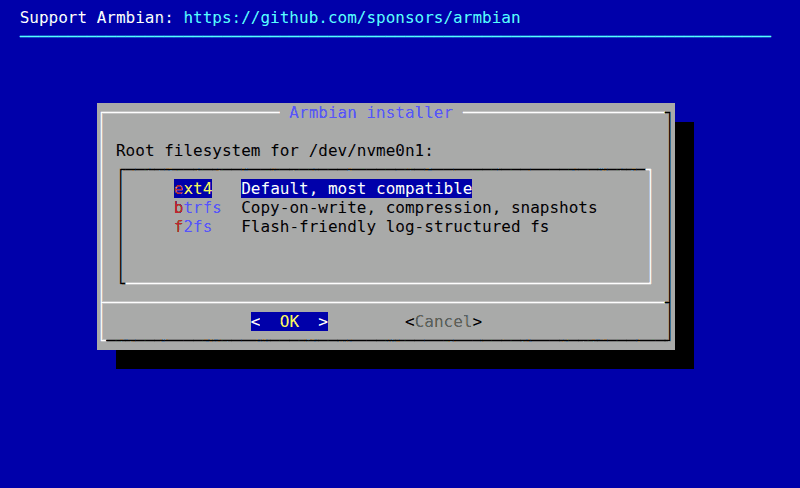 Support Armbian: https://github.com/sponsors/armbian
Armbian installer
Root filesystem for /dev/nvme0n1:
ext4 Default, most compatible
btrfs Copy-on-write, compression, snapshots
f2fs Flash-friendly log-structured fs
< OK > <Cancel>